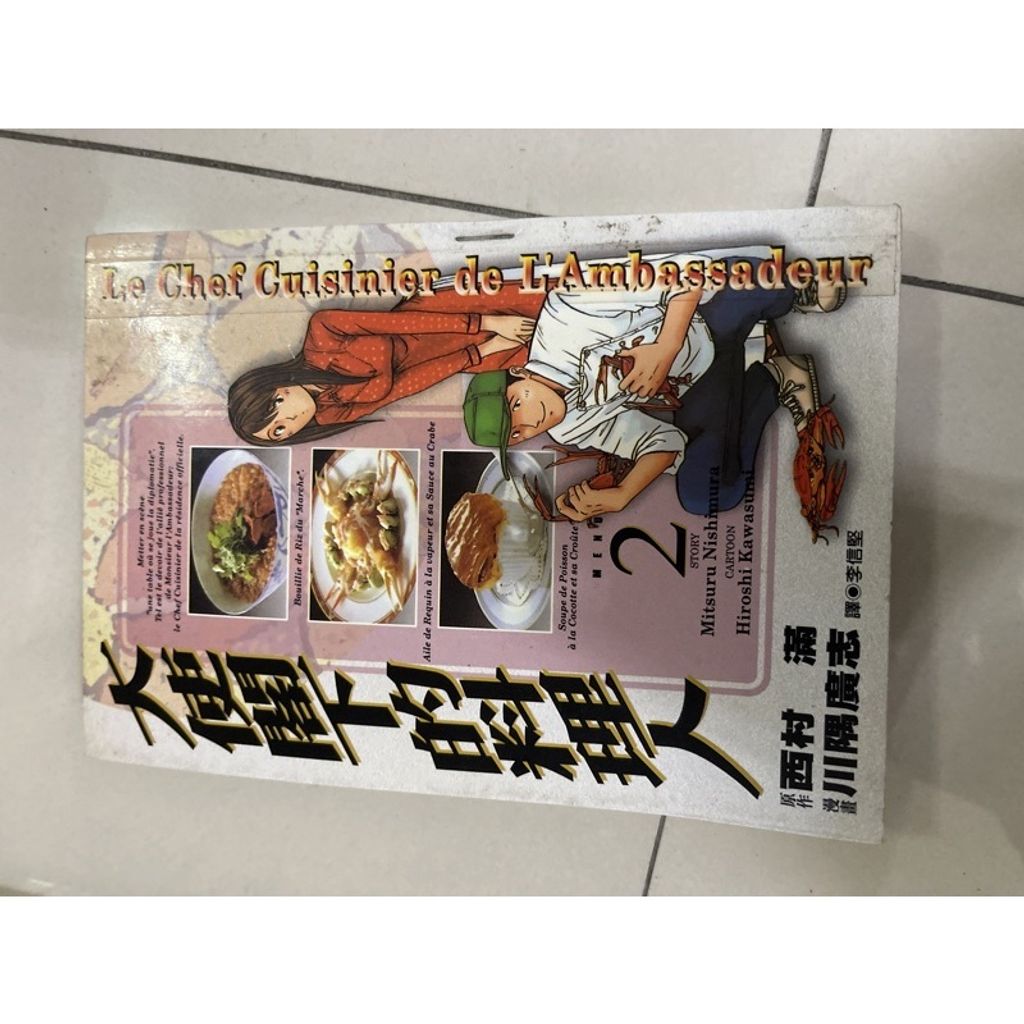 Le Chef Cuisinier de L'Ambassadeur
大使閣下的料理人
Metter en scène
"une table où se joue la diplomatie".
Tel est le devoir de l'allié professionnel
de Monsieur l'Ambassadeur;
le Chef Cuisinier de la résidence officielle.
Bouillie de Riz du "Marche".
Aile de Requin à la vapeur et sa Sauce au Crabe
Soupe de Poisson
à la Cocotte et sa Croûte
MENU
2
STORY
Mitsuru Nishimura
CARTOON
Hiroshi Kawasumi
原作 西村 滿
漫畫 川隅廣志
譯●李信堅